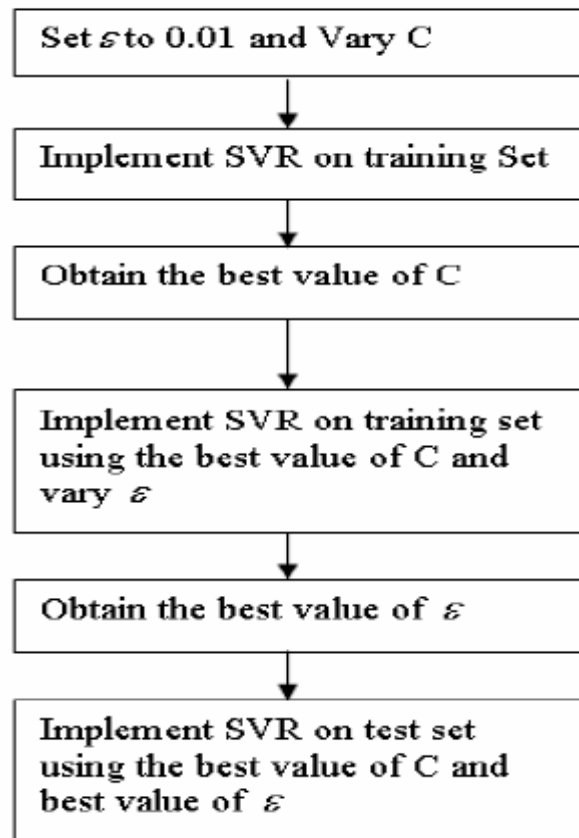 Set ε to 0.01 and Vary C
Implement SVR on training Set
Obtain the best value of C
Implement SVR on training set
using the best value of C and
vary ε
Obtain the best value of ε
Implement SVR on test set
using the best value of C and
best value of ε